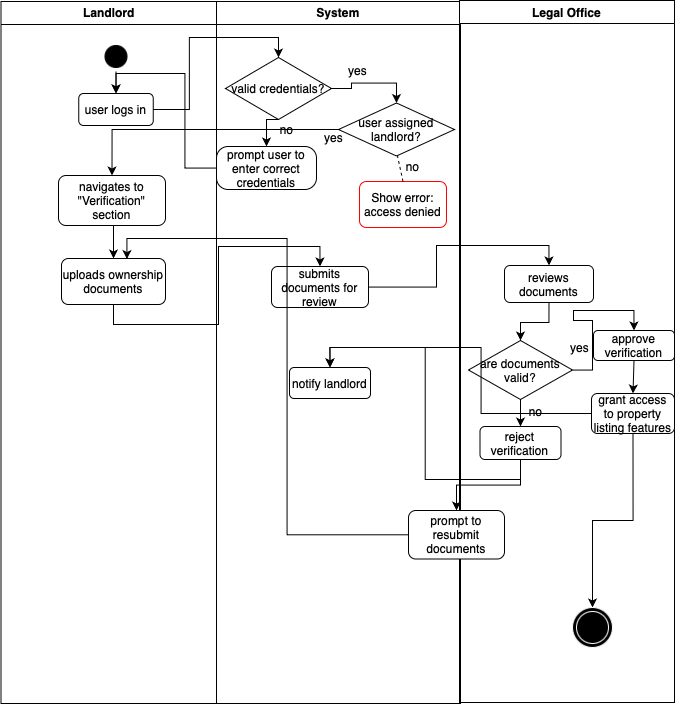 Landlord
System
Legal Office
user logs in
valid credentials?
yes
no
user assigned
landlord?
yes
no
prompt user to
enter correct
credentials
Show error:
access denied
navigates to
"Verification"
section
uploads ownership
documents
submits
documents for
review
reviews
documents
are documents
valid?
yes
no
approve
verification
notify landlord
grant access
to property
listing features
reject
verification
prompt to
resubmit
documents